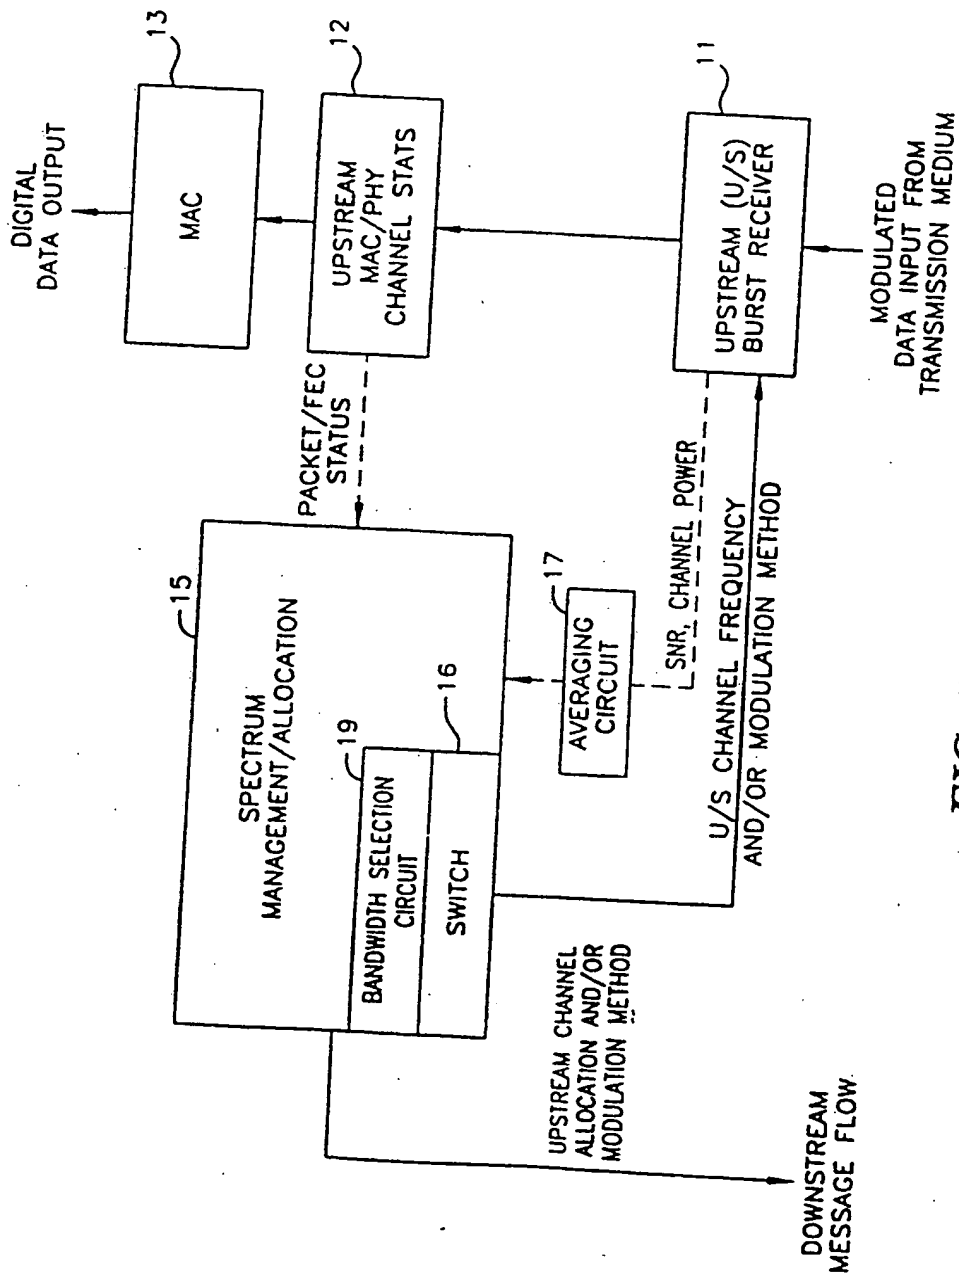 DIGITAL
DATA OUTPUT
13
MAC
12
UPSTREAM
MAC/PHY
CHANNEL STATS
PACKET/FEC
STATUS
11
UPSTREAM (U/S)
BURST RECEIVER
MODULATED
DATA INPUT FROM
TRANSMISSION MEDIUM
15
SPECTRUM
MANAGEMENT/ALLOCATION
19
BANDWIDTH SELECTION
CIRCUIT
16
SWITCH
17
AVERAGING
CIRCUIT
SNR, CHANNEL POWER
U/S CHANNEL FREQUENCY
AND/OR MODULATION METHOD
UPSTREAM CHANNEL
ALLOCATION AND/OR
MODULATION METHOD
DOWNSTREAM
MESSAGE FLOW